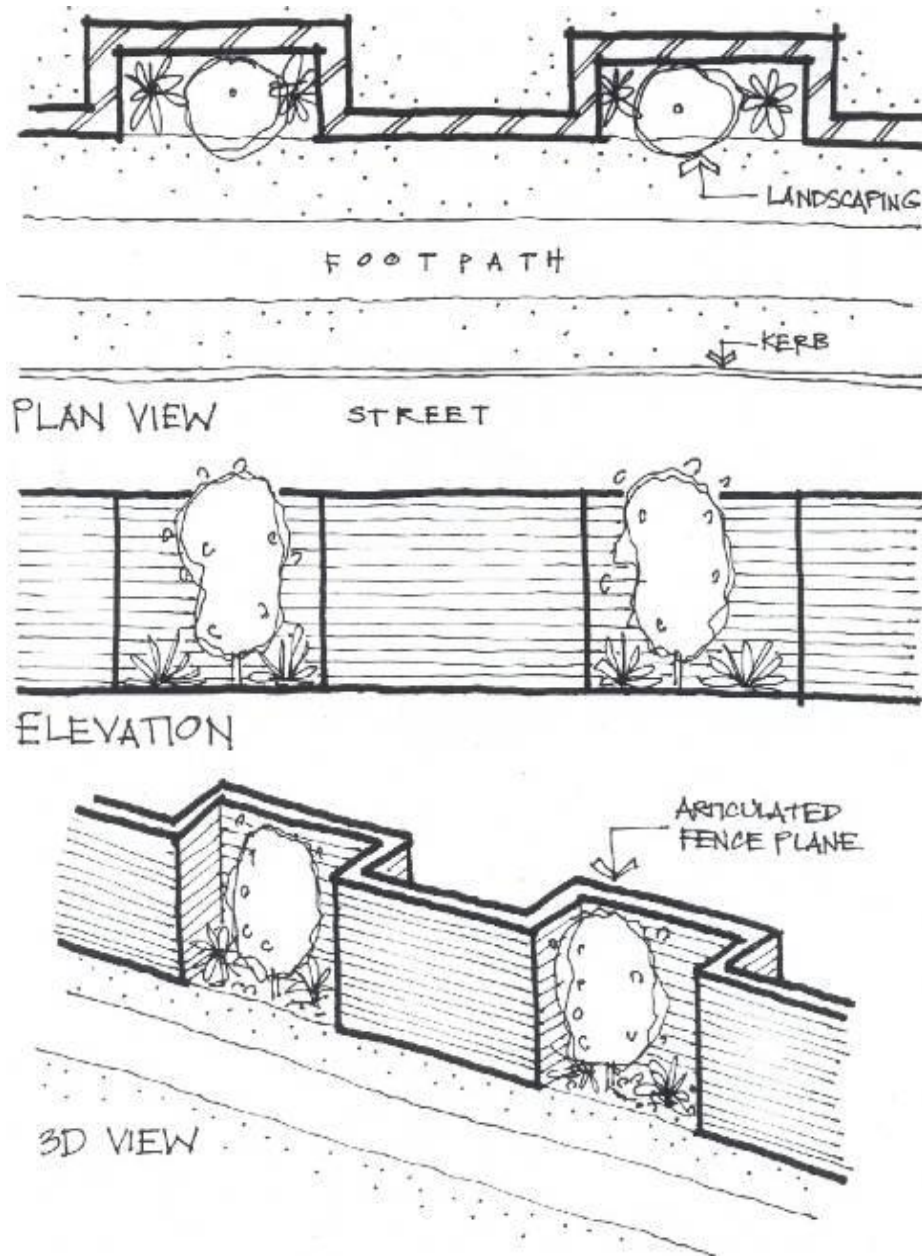 LANDSCAPING
FOOTPATH
KERB
PLAN VIEW
STREET
ELEVATION
ARTICULATED
FENCE PLANE
3D VIEW